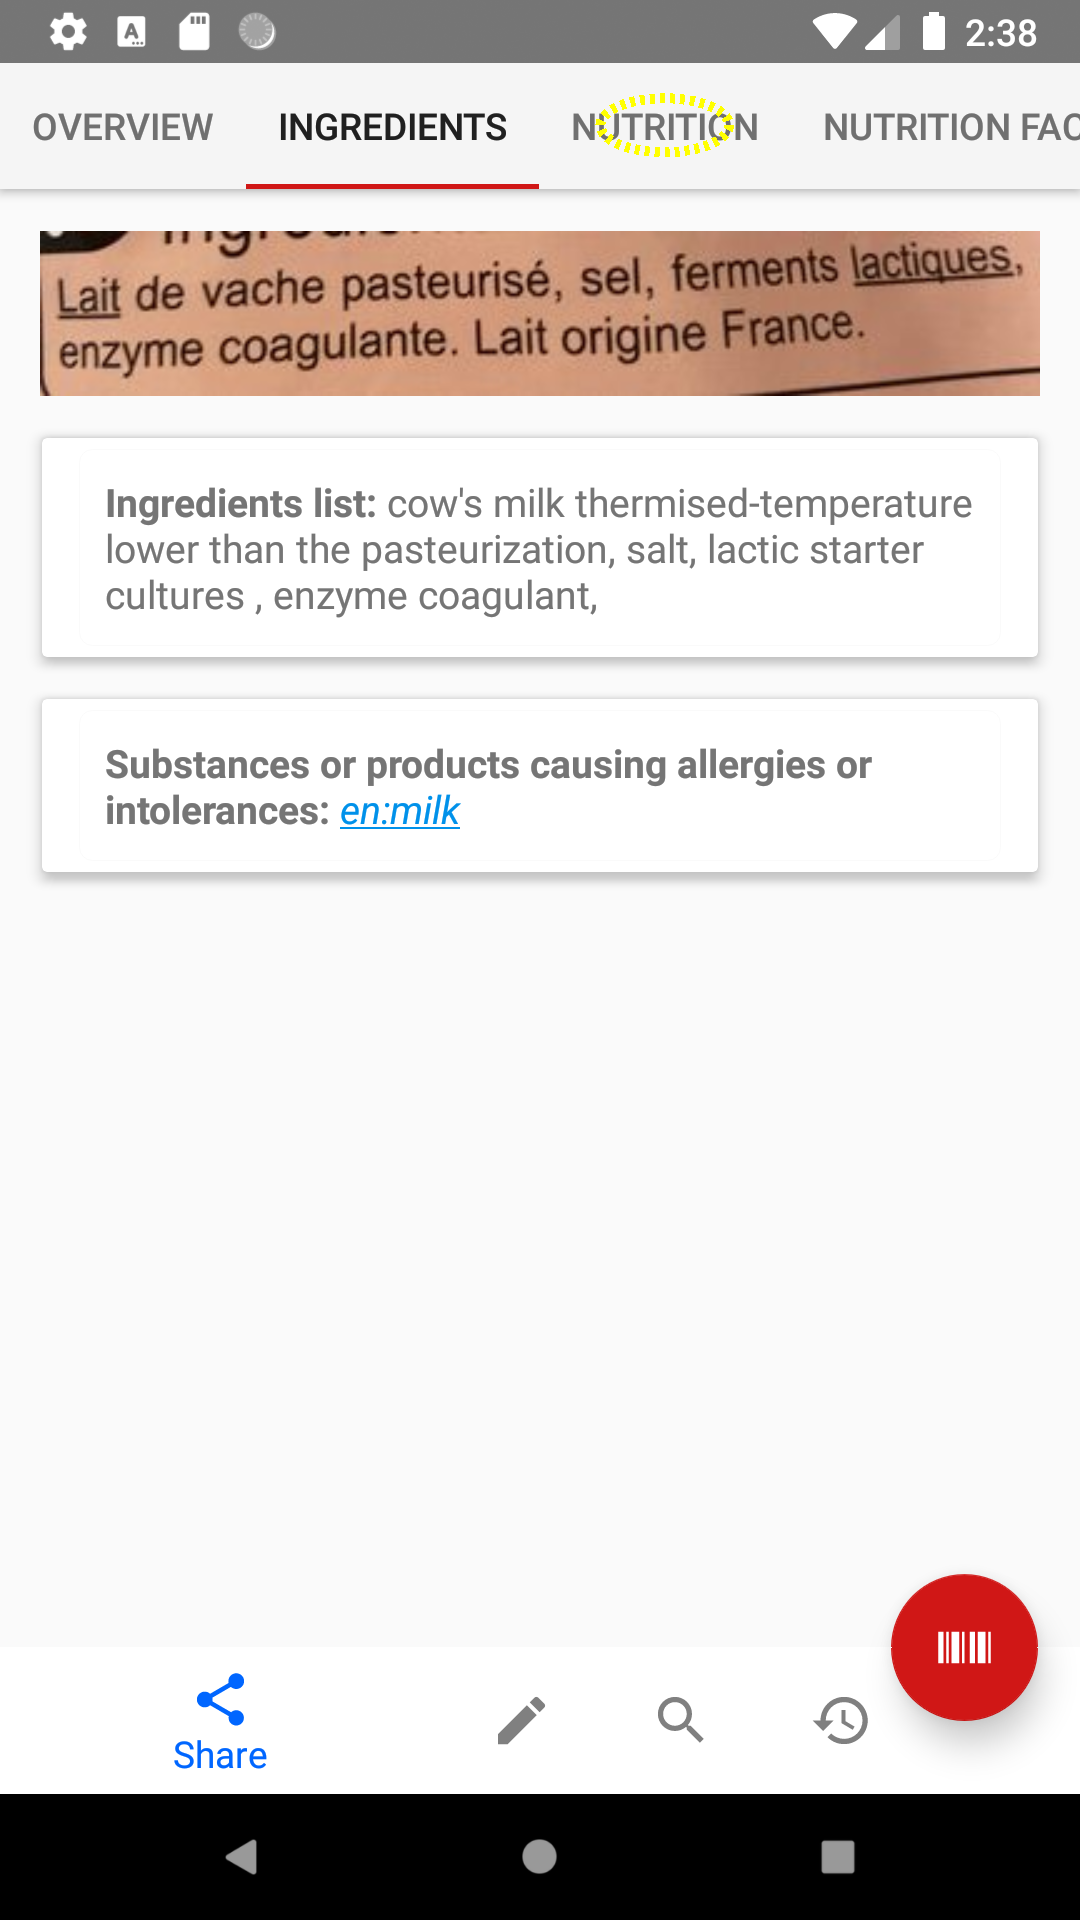 2:38
OVERVIEW INGREDIENTS NUTRITION NUTRITION FAC
Ingrédien
Lait de vache pasteurisé, sel, ferments lactiques,
enzyme coagulante. Lait origine France.
Ingredients list: cow's milk thermised-temperature
lower than the pasteurization, salt, lactic starter
cultures , enzyme coagulant,
Substances or products causing allergies or
intolerances: en:milk
Share